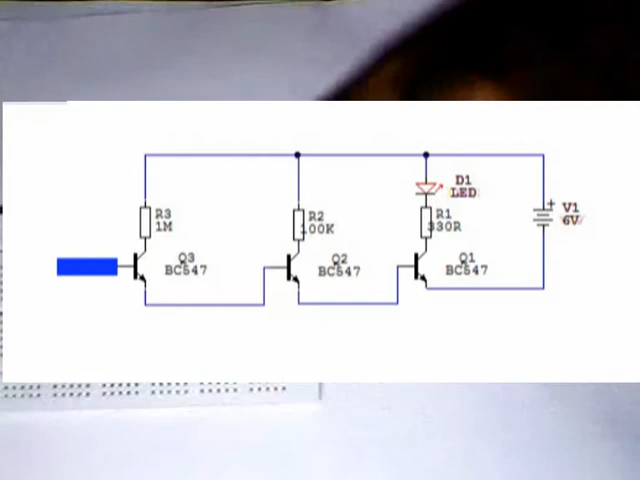 D1
LED
R3
1M
R2
100K
R1
330R
V1
6V
Q3
BC547
Q2
BC547
Q1
BC547